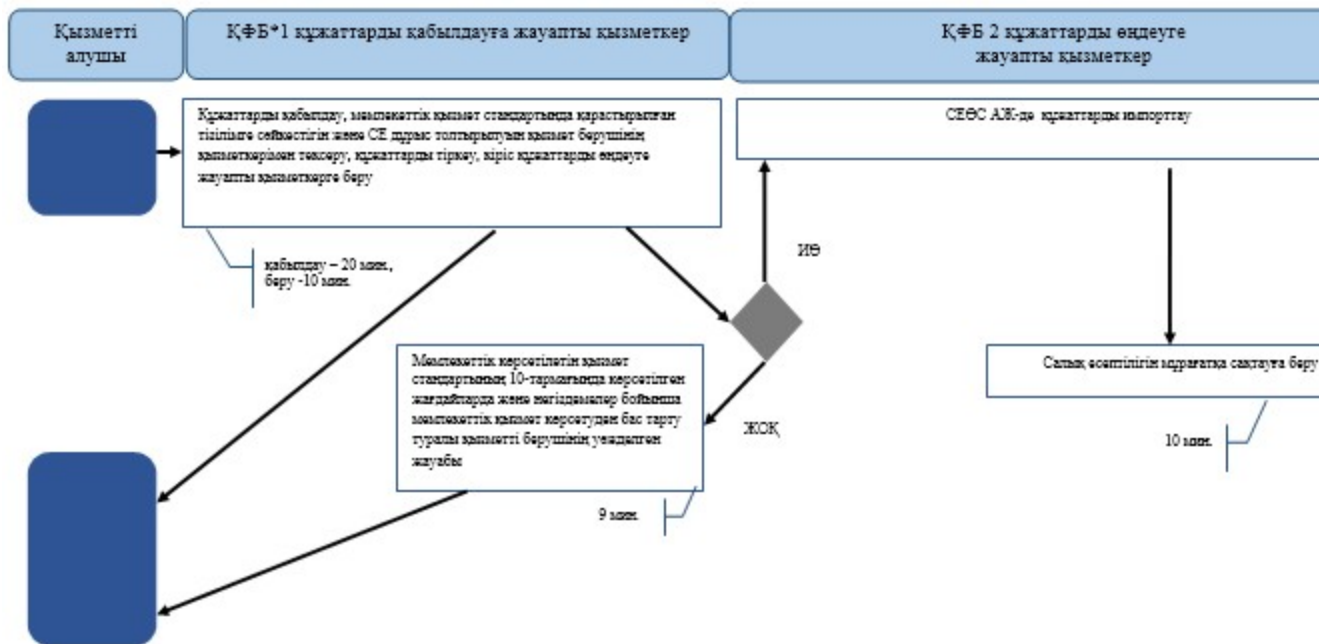 Қызметті
алушы
ҚФБ*1 құжаттарды қабылдауға жауапты қызметкер
ҚФБ 2 құжаттарды өңдеуге
жауапты қызметкер
Құжаттарды қабылдау, мемлекеттік қызмет стандартында қарастырылған
тізілімге сәйкестігін және СЕ дұрыс толтырылуын қызмет берушінің
қызметкерімен тексеру, құжаттарды тіркеу, кіріс құжаттарды өңдеуге
жауапты қызметкерге беру
СЕӨС АЖ-де құжаттарды импорттау
қабылдау – 20 мин.,
беру -10 мин.
ИӘ
Мемлекеттік көрсетілетін қызмет
стандартының 10-тармағында көрсетілген
жағдайларда және негіздемелер бойынша
мемлекеттік қызмет көрсетуден бас тарту
туралы қызметті берушінің уәжделген
жауабы
ЖОҚ
9 мин.
Салық есептілігін мұрағатқа сақтауға беру
10 мин.